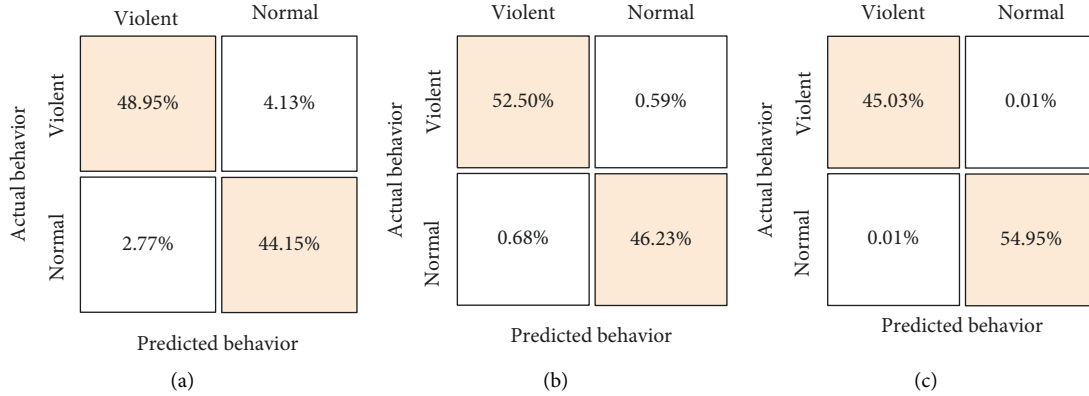 Violent Normal
Actual behavior
Violent
48.95% 4.13%
Normal
2.77% 44.15%
Predicted behavior
(a)
Violent Normal
Actual behavior
Violent
52.50% 0.59%
Normal
0.68% 46.23%
Predicted behavior
(b)
Violent Normal
Actual behavior
Violent
45.03% 0.01%
Normal
0.01% 54.95%
Predicted behavior
(c)